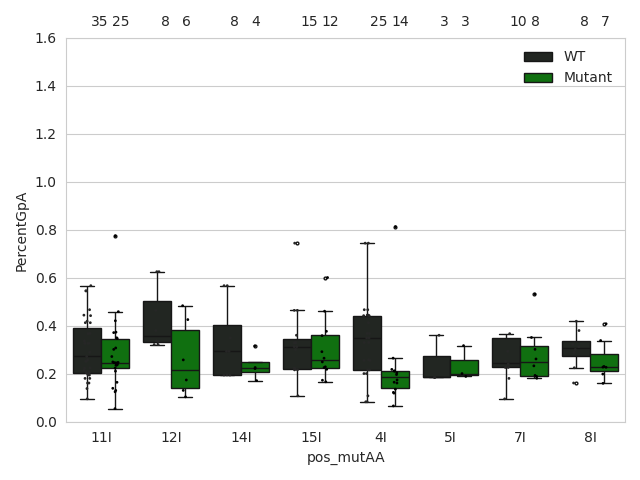 35 25 8 6 8 4 15 12 25 14 3 3 10 8 8 7
1.6
1.4
1.2
1.0
0.8
0.6
0.4
0.2
0.0
PercentGpA
WT
Mutant
11I 12I 14I 15I 4I 5I 7I 8I
pos_mutAA